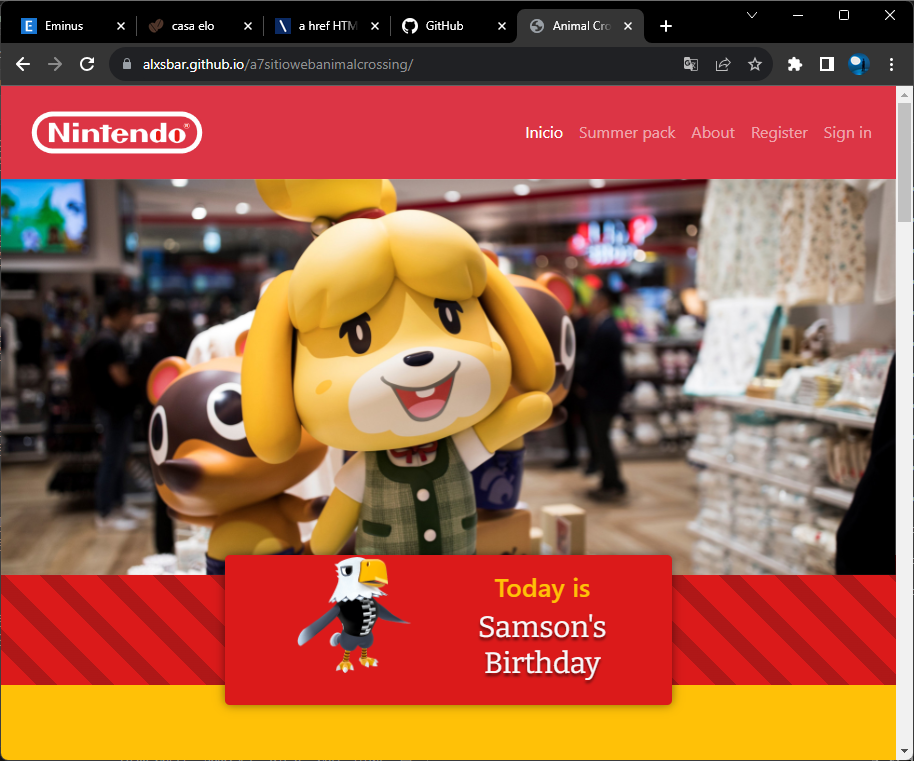 Eminus
casa elo
a href HTM
GitHub
Animal Cro
alxsbar.github.io/a7sitiowebanimalcrossing/
Nintendo®
Inicio
Summer pack
About
Register
Sign in
Today is
Samson's
Birthday